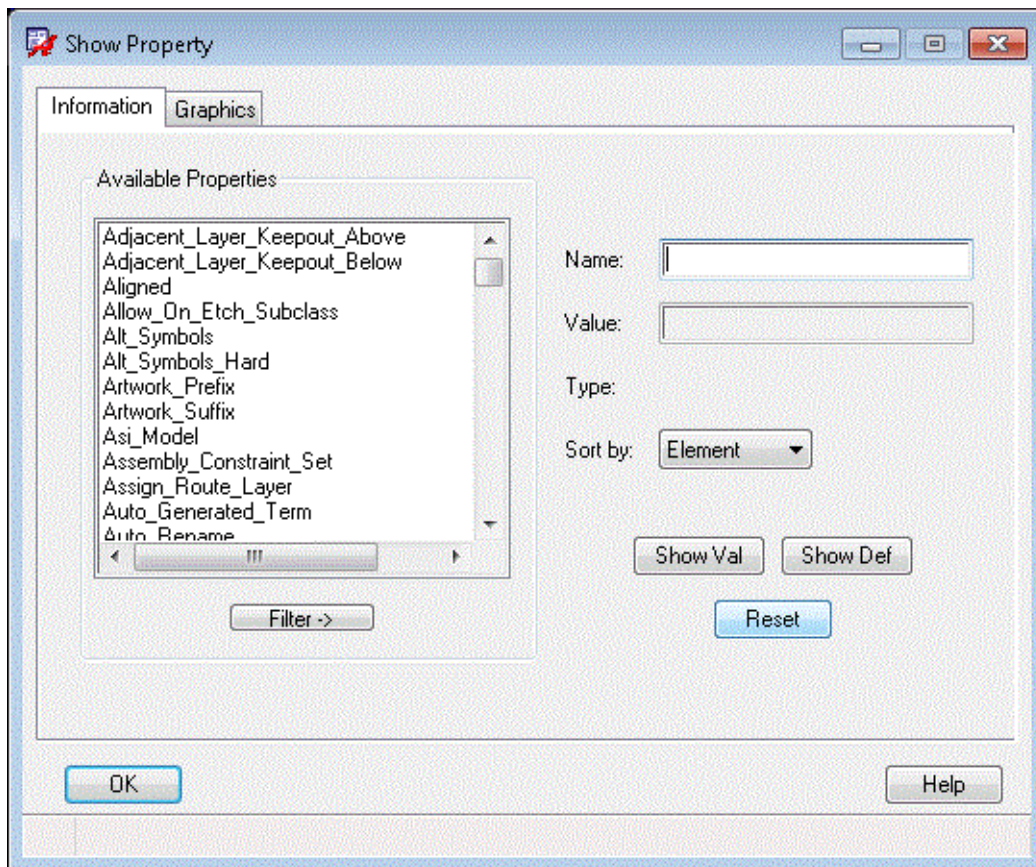 Show Property
Information
Graphics
Available Properties
Adjacent_Layer_Keepout_Above
Adjacent_Layer_Keepout_Below
Aligned
Allow_On_Etch_Subclass
Alt_Symbols
Alt_Symbols_Hard
Artwork_Prefix
Artwork_Suffix
Asi_Model
Assembly_Constraint_Set
Assign_Route_Layer
Auto_Generated_Term
Auto_Rename
Filter ->
Name:
Value:
Type:
Sort by: Element
Show Val Show Def
Reset
OK
Help